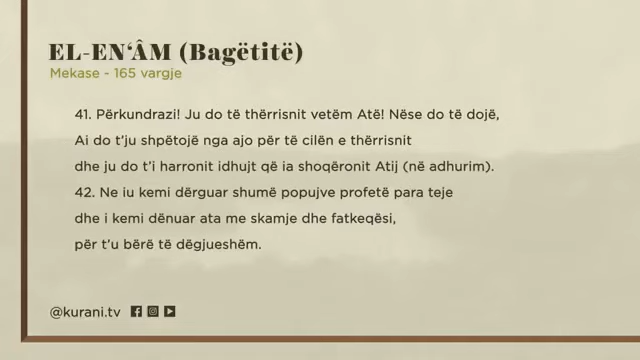 EL-EN‘ÂM (Bagëtitë)
Mekase - 165 vargje
41. Përkundrazi! Ju do të thërrisnit vetëm Atë! Nëse do të dojë,
Ai do t’ju shpëtojë nga ajo për të cilën e thërrisnit
dhe ju do t’i harronit idhujt që ia shoqëronit Atij (në adhurim).
42. Ne iu kemi dërguar shumë popujve profetë para teje
dhe i kemi dënuar ata me skamje dhe fatkeqësi,
për t’u bërë të dëgjueshëm.
@kurani.tv